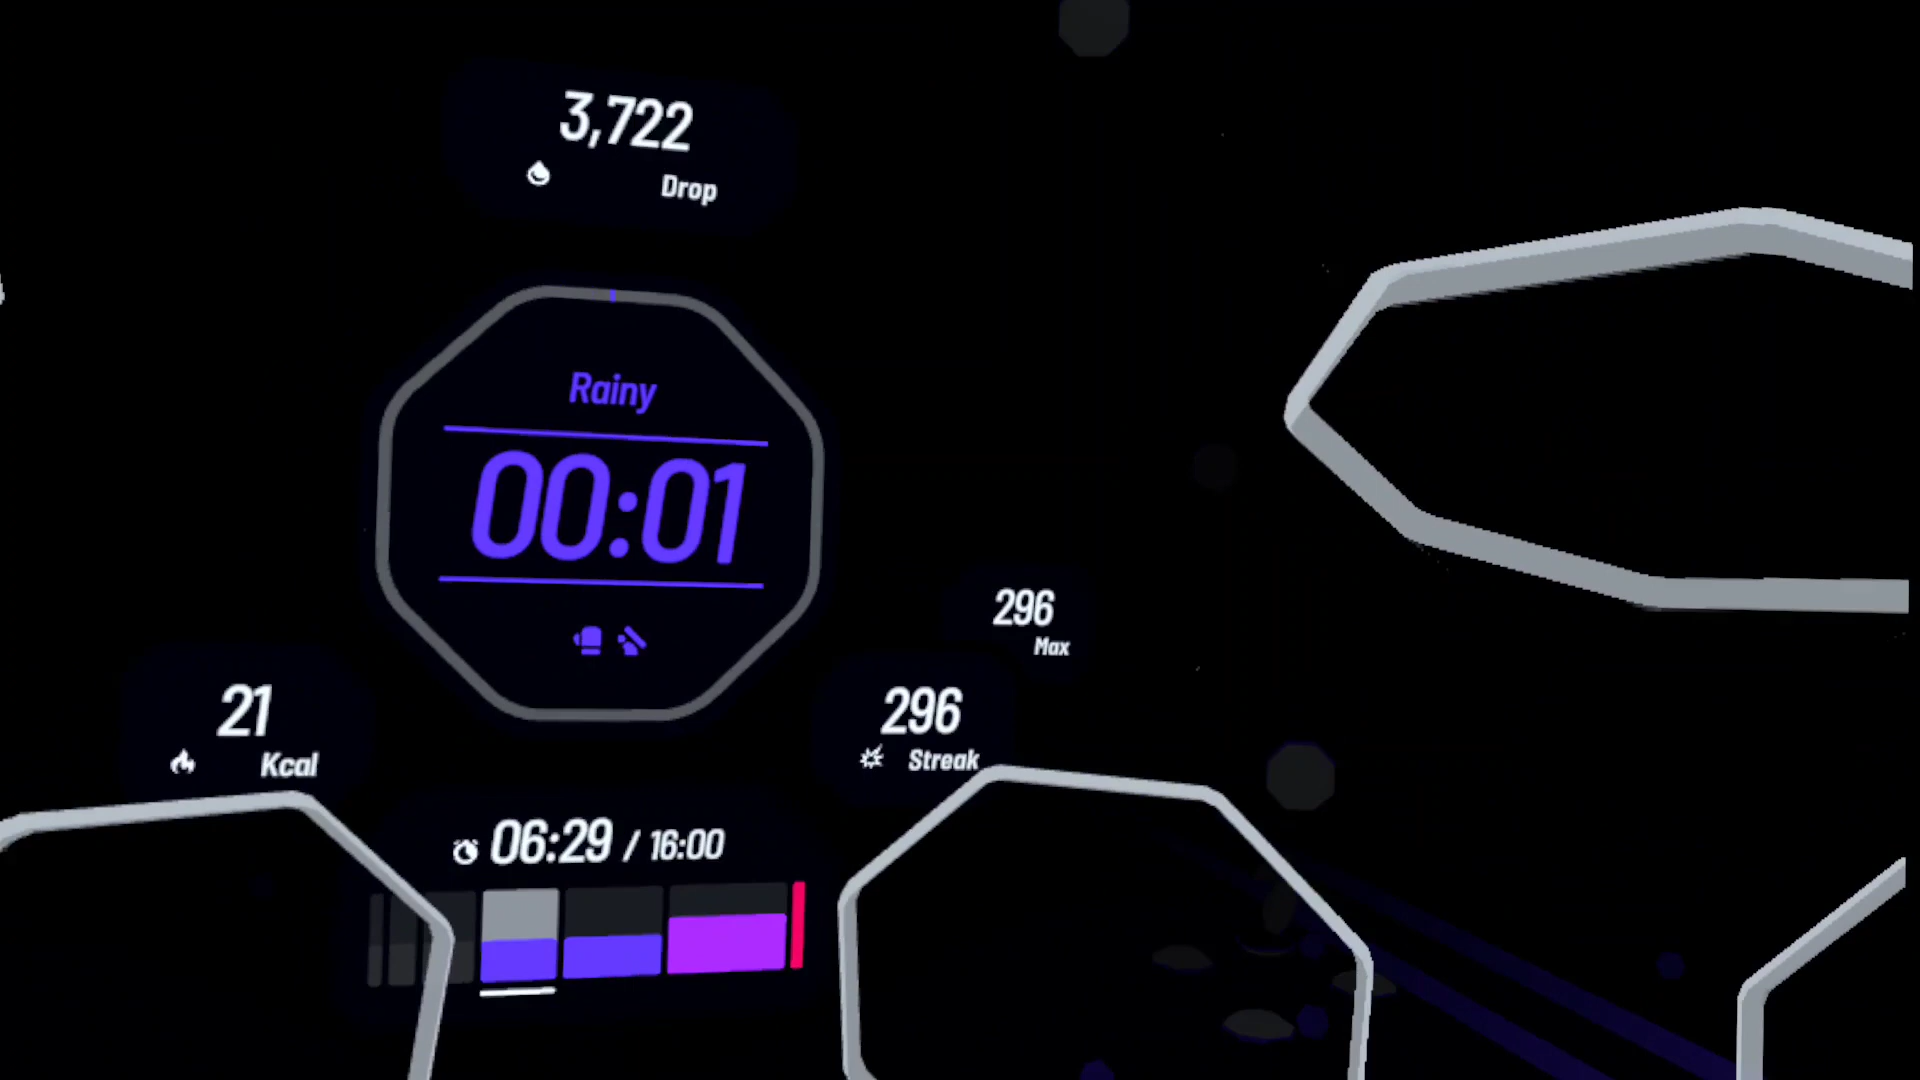 3,722
Drop
Rainy
00:01
296
Max
21
Kcal
296
Streak
06:29 / 16:00